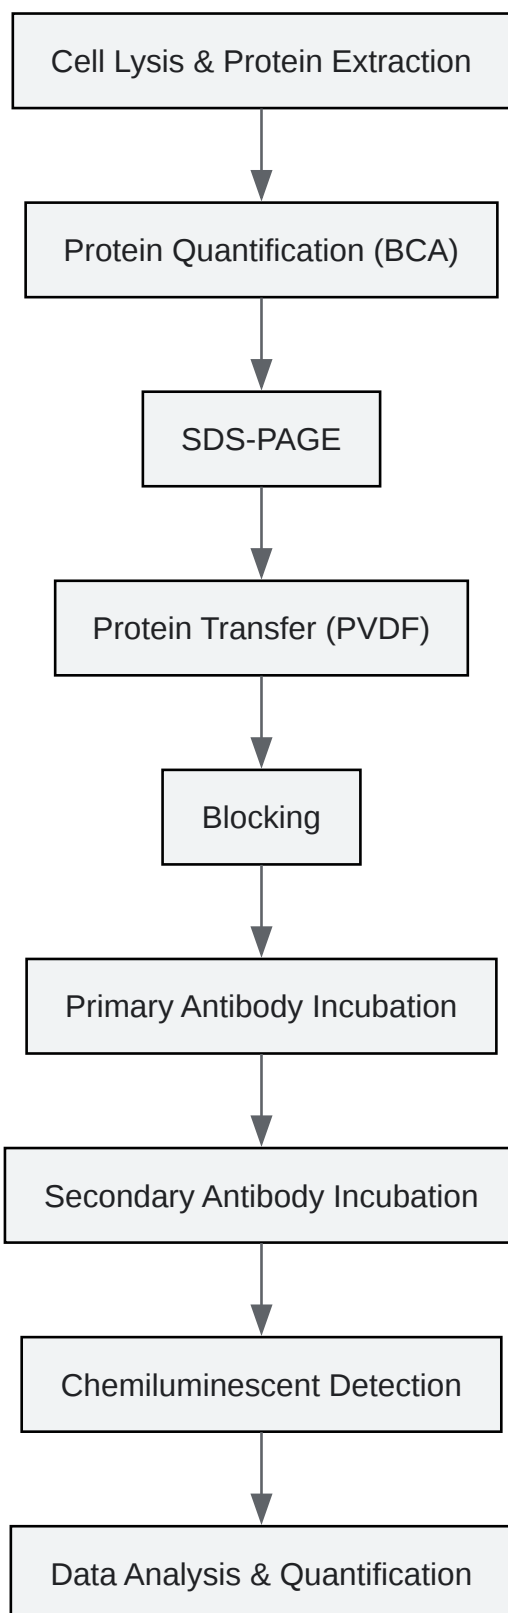 Cell Lysis & Protein Extraction
Protein Quantification (BCA)
SDS-PAGE
Protein Transfer (PVDF)
Blocking
Primary Antibody Incubation
Secondary Antibody Incubation
Chemiluminescent Detection
Data Analysis & Quantification